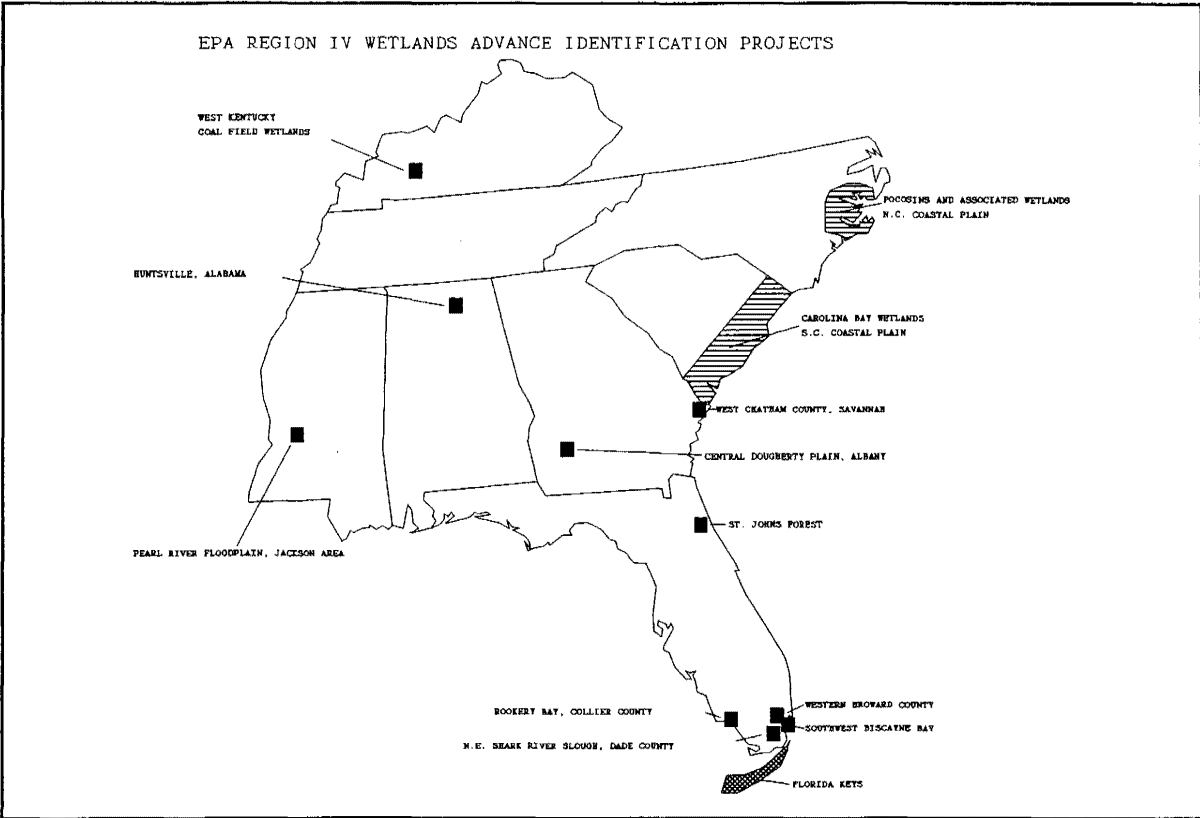 EPA REGION IV WETLANDS ADVANCE IDENTIFICATION PROJECTS
WEST KENTUCKY
COAL FIELD WETLANDS
POCOSINS AND ASSOCIATED WETLANDS
N.C. COASTAL PLAIN
HUNTSVILLE, ALABAMA
CAROLINA BAY WETLANDS
S.C. COASTAL PLAIN
WEST CHATHAM COUNTY, SAVANNAH
CENTRAL DOUGHERTY PLAIN, ALBANY
ST. JOHNS FOREST
PEARL RIVER FLOODPLAIN, JACKSON AREA
WESTERN BROWARD COUNTY
ROOKERY BAY, COLLIER COUNTY
SOUTHWEST BISCAYNE BAY
N.E. SHARK RIVER SLOUGH, DADE COUNTY
FLORIDA KEYS